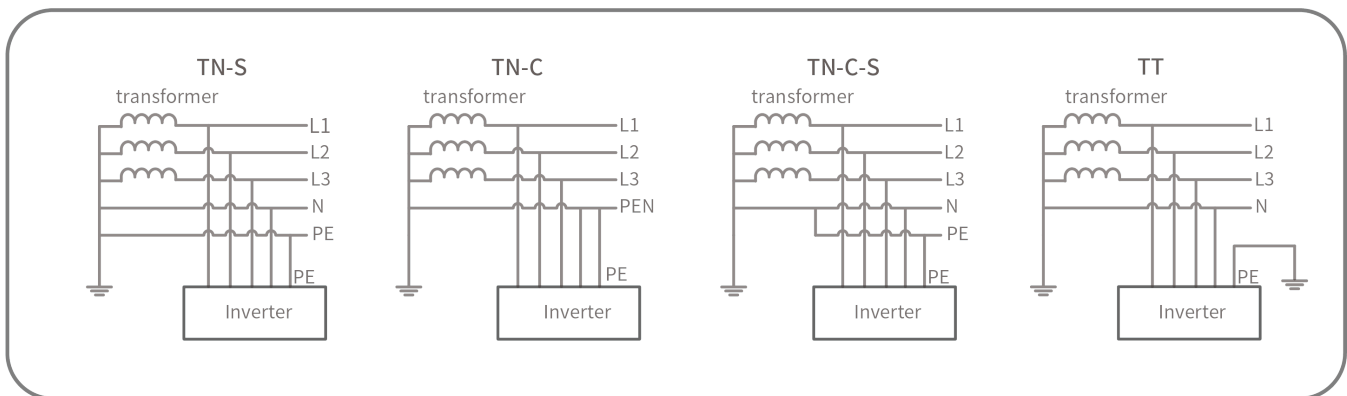 TN-S
transformer
L1
L2
L3
N
PE
PE
Inverter
TN-C
transformer
L1
L2
L3
PEN
PE
Inverter
TN-C-S
transformer
L1
L2
L3
N
PE
PE
Inverter
TT
transformer
L1
L2
L3
N
PE
Inverter